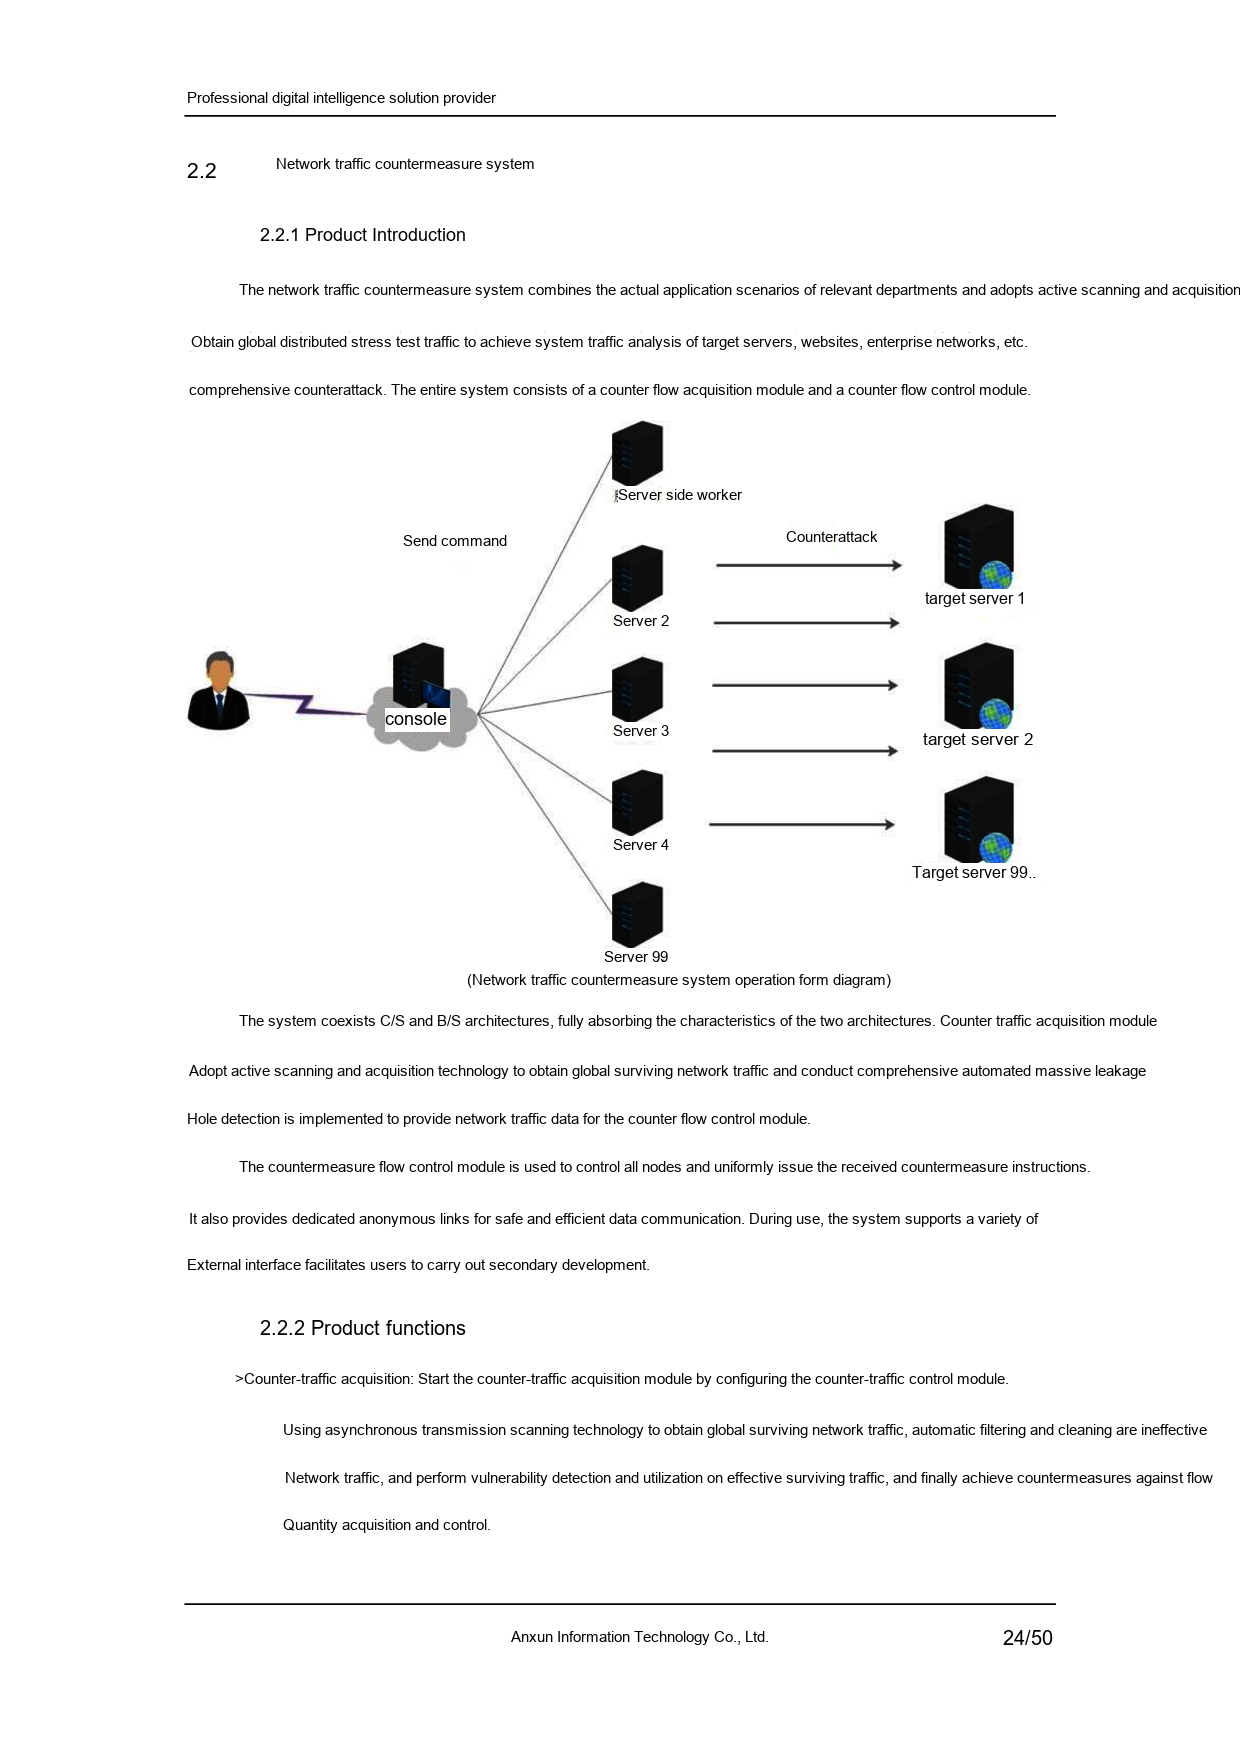 Professional digital intelligence solution provider
2.2 Network traffic countermeasure system
2.2.1 Product Introduction
The network traffic countermeasure system combines the actual application scenarios of relevant departments and adopts active scanning and acquisition
Obtain global distributed stress test traffic to achieve system traffic analysis of target servers, websites, enterprise networks, etc.
comprehensive counterattack. The entire system consists of a counter flow acquisition module and a counter flow control module.
Server side worker
Send command
Counterattack
target server 1
Server 2
console
Server 3
target server 2
Server 4
Target server 99..
Server 99
(Network traffic countermeasure system operation form diagram)
The system coexists C/S and B/S architectures, fully absorbing the characteristics of the two architectures. Counter traffic acquisition module
Adopt active scanning and acquisition technology to obtain global surviving network traffic and conduct comprehensive automated massive leakage
Hole detection is implemented to provide network traffic data for the counter flow control module.
The countermeasure flow control module is used to control all nodes and uniformly issue the received countermeasure instructions.
It also provides dedicated anonymous links for safe and efficient data communication. During use, the system supports a variety of
External interface facilitates users to carry out secondary development.
2.2.2 Product functions
>Counter-traffic acquisition: Start the counter-traffic acquisition module by configuring the counter-traffic control module.
Using asynchronous transmission scanning technology to obtain global surviving network traffic, automatic filtering and cleaning are ineffective
Network traffic, and perform vulnerability detection and utilization on effective surviving traffic, and finally achieve countermeasures against flow
Quantity acquisition and control.
Anxun Information Technology Co., Ltd.
24/50